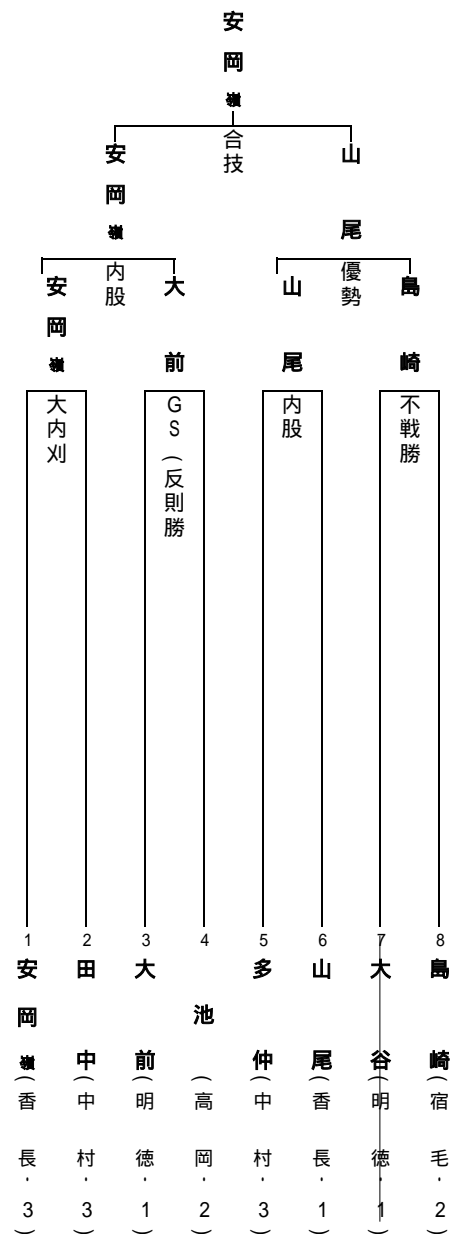 安岡嶺
合技
安岡嶺
山尾
内股
優勢
安岡嶺
大前
山尾
島崎
大内刈
GS(反則勝
内股
不戦勝
1 2 3 4 5 6 7 8
安岡嶺(香長・3)
田中(中村・3)
大前(明徳・1)
池(高岡・2)
多仲(中村・3)
山尾(香長・1)
大谷(明徳・1)
島崎(宿毛・2)